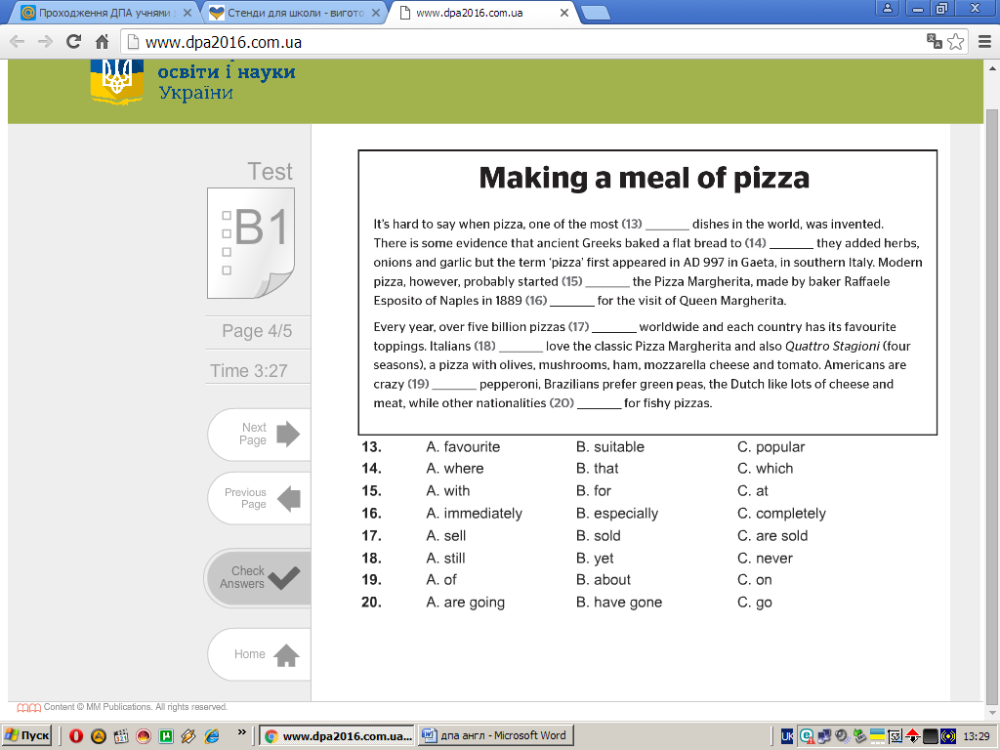 Проходження ДПА учнями з
Стенди для школи - вигото
www.dpa2016.com.ua
www.dpa2016.com.ua
освіти і науки
України
Test
B1
Page 4/5
Time 3:27
Next
Page
Previous
Page
Check
Answers
Home
Making a meal of pizza
It's hard to say when pizza, one of the most (13) _______ dishes in the world, was invented.
There is some evidence that ancient Greeks baked a flat bread to (14) _______ they added herbs,
onions and garlic but the term 'pizza' first appeared in AD 997 in Gaeta, in southern Italy. Modern
pizza, however, probably started (15) _______ the Pizza Margherita, made by baker Raffaele
Esposito of Naples in 1889 (16) _______ for the visit of Queen Margherita.
Every year, over five billion pizzas (17) _______ worldwide and each country has its favourite
toppings. Italians (18) _______ love the classic Pizza Margherita and also Quattro Stagioni (four
seasons), a pizza with olives, mushrooms, ham, mozzarella cheese and tomato. Americans are
crazy (19) _______ pepperoni, Brazilians prefer green peas, the Dutch like lots of cheese and
meat, while other nationalities (20) _______ for fishy pizzas.
13. A. favourite B. suitable C. popular
14. A. where B. that C. which
15. A. with B. for C. at
16. A. immediately B. especially C. completely
17. A. sell B. sold C. are sold
18. A. still B. yet C. never
19. A. of B. about C. on
20. A. are going B. have gone C. go
Content © MM Publications. All rights reserved.
Пуск
www.dpa2016.com.ua...
дпа англ - Microsoft Word
UK
13:29